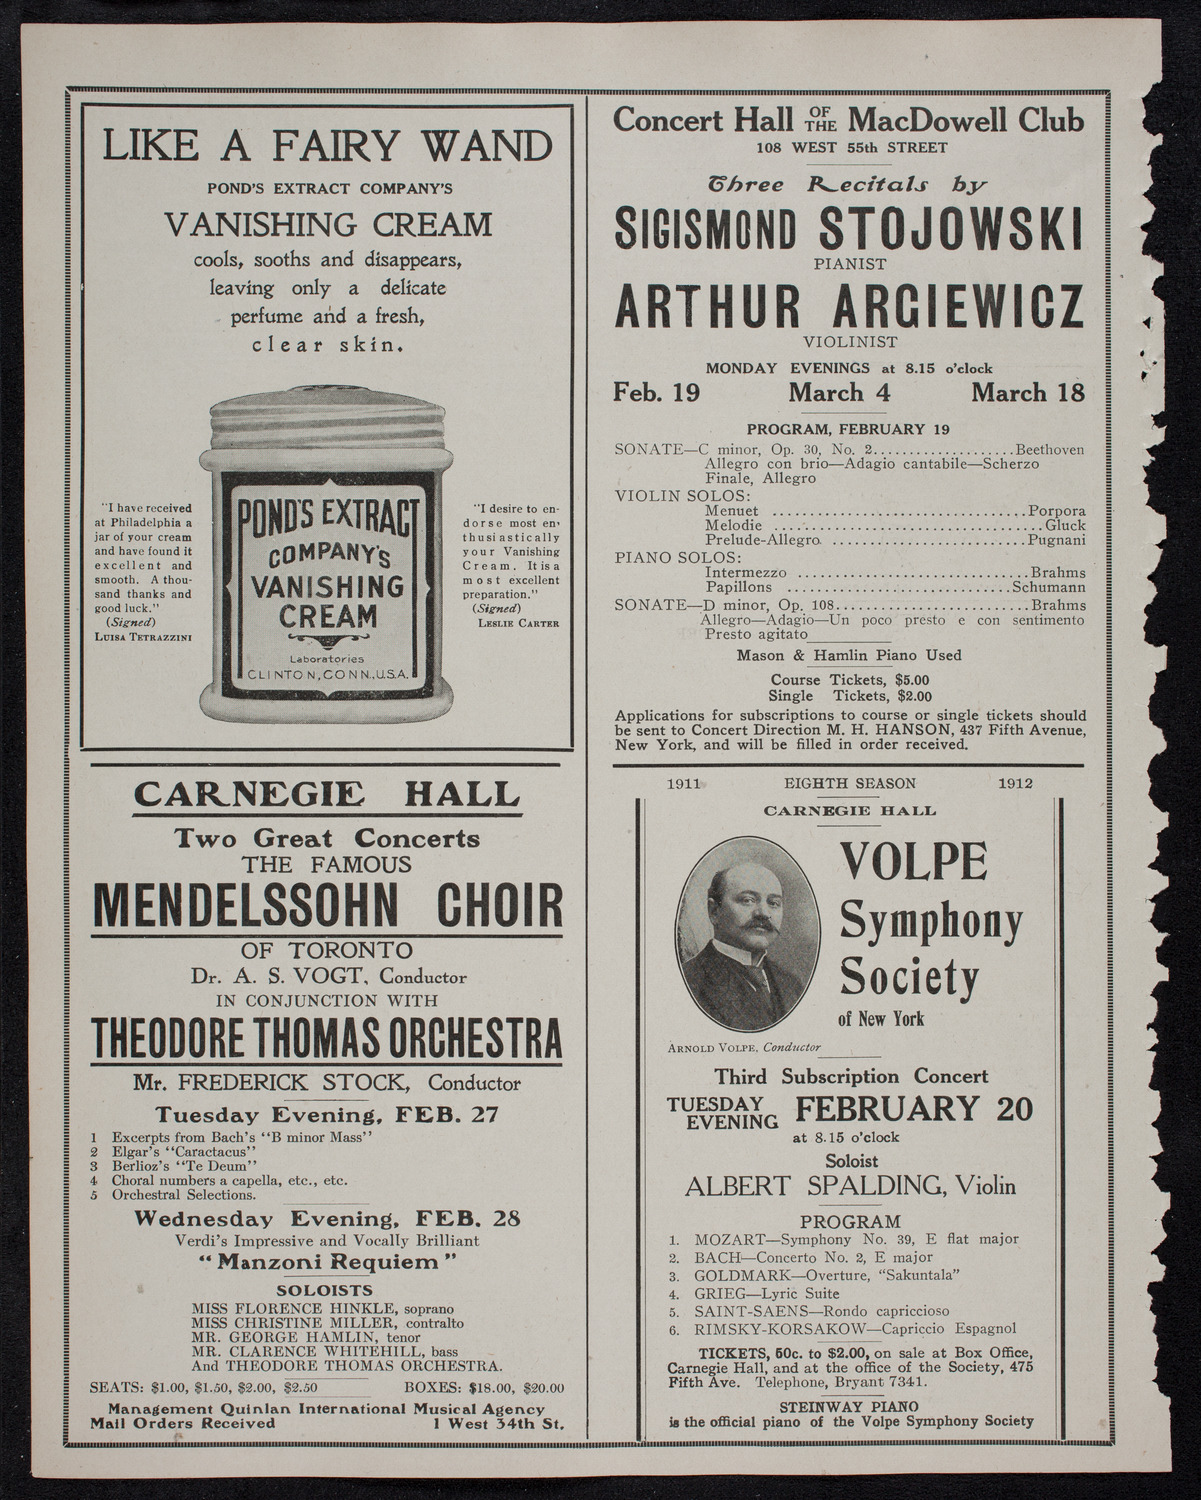 LIKE A FAIRY WAND
POND'S EXTRACT COMPANY'S
VANISHING CREAM
cools, sooths and disappears,
leaving only a delicate
perfume and a fresh,
clear skin.
"I have received
at Philadelphia a
jar of your cream
and have found it
excellent and
smooth. A thou-
sand thanks and
good luck."
(Signed)
LUISA TETRAZZINI
POND'S EXTRACT
COMPANY'S
VANISHING
CREAM
Laboratories
CLINTON, CONN., U.S.A.
"I desire to en-
dorse most en-
thusiastically
your Vanishing
Cream. It is a
most excellent
preparation."
(Signed)
LESLIE CARTER
CARNEGIE HALL
Two Great Concerts
THE FAMOUS
MENDELSSOHN CHOIR
OF TORONTO
Dr. A. S. VOGT, Conductor
IN CONJUNCTION WITH
THEODORE THOMAS ORCHESTRA
Mr. FREDERICK STOCK, Conductor
Tuesday Evening, FEB. 27
1 Excerpts from Bach's "B minor Mass"
2 Elgar's "Caractacus"
3 Berlioz's "Te Deum"
4 Choral numbers a capella, etc., etc.
5 Orchestral Selections.
Wednesday Evening, FEB. 28
Verdi's Impressive and Vocally Brilliant
"Manzoni Requiem"
SOLOISTS
MISS FLORENCE HINKLE, soprano
MISS CHRISTINE MILLER, contralto
MR. GEORGE HAMLIN, tenor
MR. CLARENCE WHITEHILL, bass
And THEODORE THOMAS ORCHESTRA.
SEATS: $1.00, $1.50, $2.00, $2.50 BOXES: $18.00, $20.00
Management Quinlan International Musical Agency
Mail Orders Received 1 West 34th St.
Concert Hall OF THE MacDowell Club
108 WEST 55th STREET
Three Recitals by
SIGISMOND STOJOWSKI
PIANIST
ARTHUR ARGIEWICZ
VIOLINIST
MONDAY EVENINGS at 8.15 o'clock
Feb. 19 March 4 March 18
PROGRAM, FEBRUARY 19
SONATE—C minor, Op. 30, No. 2....................Beethoven
Allegro con brio—Adagio cantabile—Scherzo
Finale, Allegro
VIOLIN SOLOS:
Menuet ....................................Porpora
Melodie .......................................Gluck
Prelude-Allegro. ...........................Pugnani
PIANO SOLOS:
Intermezzo .................................Brahms
Papillons ................................Schumann
SONATE—D minor, Op. 108............................Brahms
Allegro—Adagio—Un poco presto e con sentimento
Presto agitato
Mason & Hamlin Piano Used
Course Tickets, $5.00
Single Tickets, $2.00
Applications for subscriptions to course or single tickets should
be sent to Concert Direction M. H. HANSON, 437 Fifth Avenue,
New York, and will be filled in order received.
1911 EIGHTH SEASON 1912
CARNEGIE HALL
VOLPE
Symphony
Society
of New York
ARNOLD VOLPE, Conductor
Third Subscription Concert
TUESDAY EVENING FEBRUARY 20
at 8.15 o'clock
Soloist
ALBERT SPALDING, Violin
PROGRAM
1. MOZART—Symphony No. 39, E flat major
2. BACH—Concerto No. 2, E major
3. GOLDMARK—Overture, "Sakuntala"
4. GRIEG—Lyric Suite
5. SAINT-SAENS—Rondo capriccioso
6. RIMSKY-KORSAKOW—Capriccio Espagnol
TICKETS, 50c. to $2.00, on sale at Box Office,
Carnegie Hall, and at the office of the Society, 475
Fifth Ave. Telephone, Bryant 7341.
STEINWAY PIANO
is the official piano of the Volpe Symphony Society